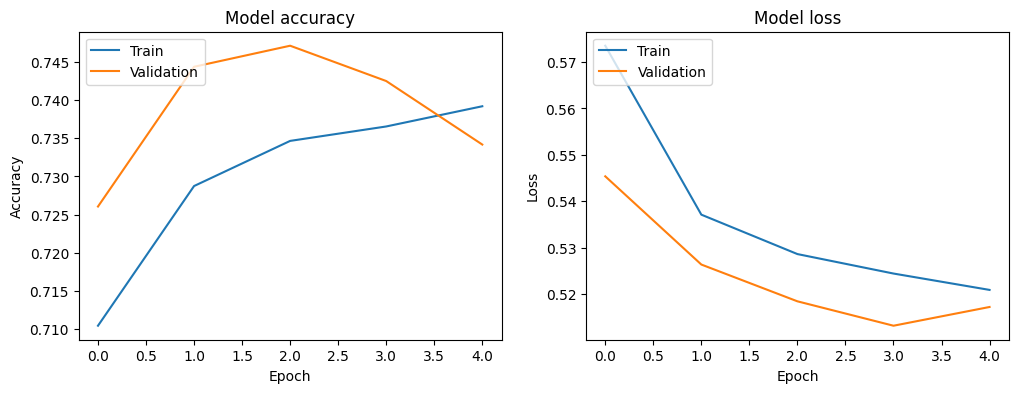 Model accuracy
Train
Validation
0.745
0.740
0.735
0.730
0.725
0.720
0.715
0.710
Accuracy
0.0 0.5 1.0 1.5 2.0 2.5 3.0 3.5 4.0
Epoch
Model loss
Train
Validation
0.57
0.56
0.55
0.54
0.53
0.52
Loss
0.0 0.5 1.0 1.5 2.0 2.5 3.0 3.5 4.0
Epoch